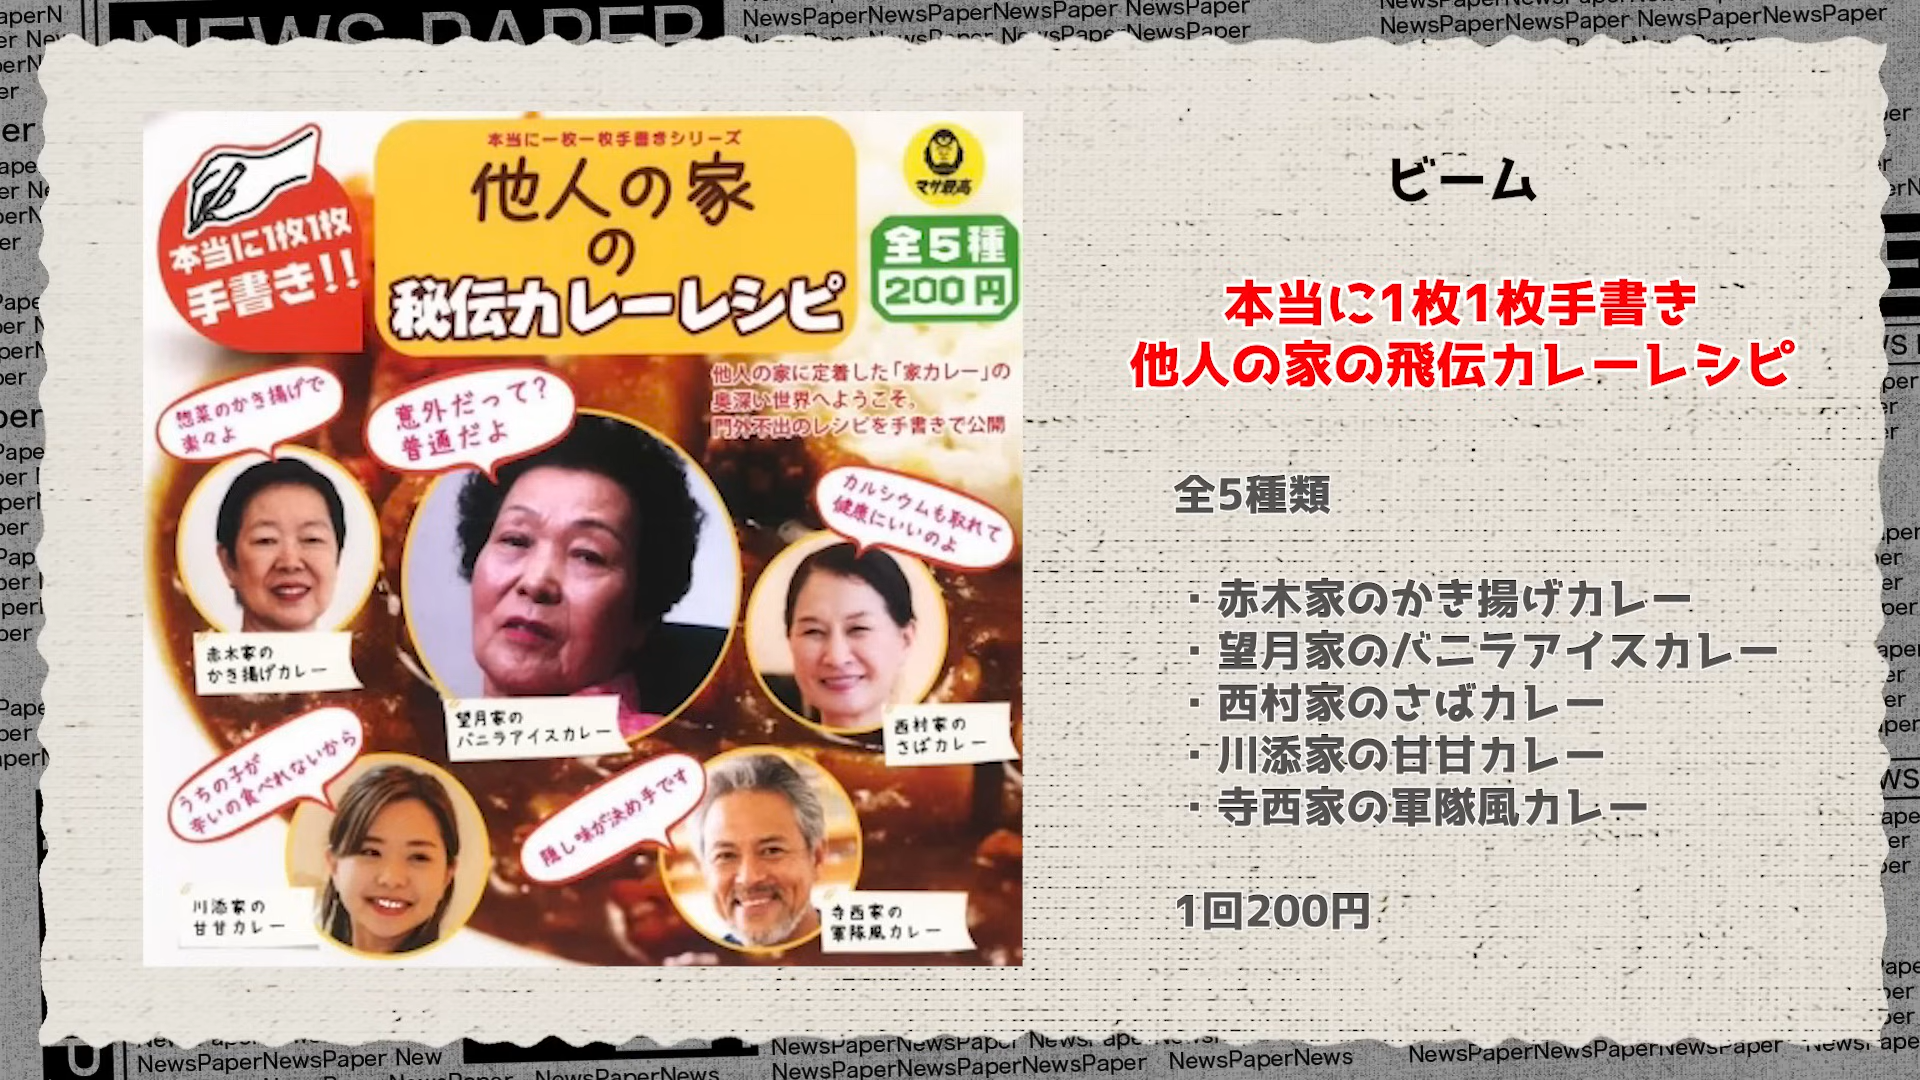 NEWS PAPER
本当に一枚一枚手書きシリーズ
他人の家
の
秘伝カレーレシピ
本当に1枚1枚
手書き!!
マサ最高
全5種
200円
他人の家に定着した「家カレー」の
奥深い世界へようこそ。
門外不出のレシピを手書きで公開
惣菜のかき揚げで
楽々よ
意外だって?
普通だよ
カルシウムも取れて
健康にいいのよ
赤木家の
かき揚げカレー
望月家の
バニラアイスカレー
西村家の
さばカレー
うちの子が
辛いの食べれないから
隠し味が決め手です
川添家の
甘甘カレー
寺西家の
軍隊風カレー
ビーム
本当に1枚1枚手書き
他人の家の飛伝カレーレシピ
全5種類
・赤木家のかき揚げカレー
・望月家のバニラアイスカレー
・西村家のさばカレー
・川添家の甘甘カレー
・寺西家の軍隊風カレー
1回200円
NewsPaperNewsPaper New
NewsPaperNews
NewsPaperNewsPaperNewsPaper
NewsPaperNews